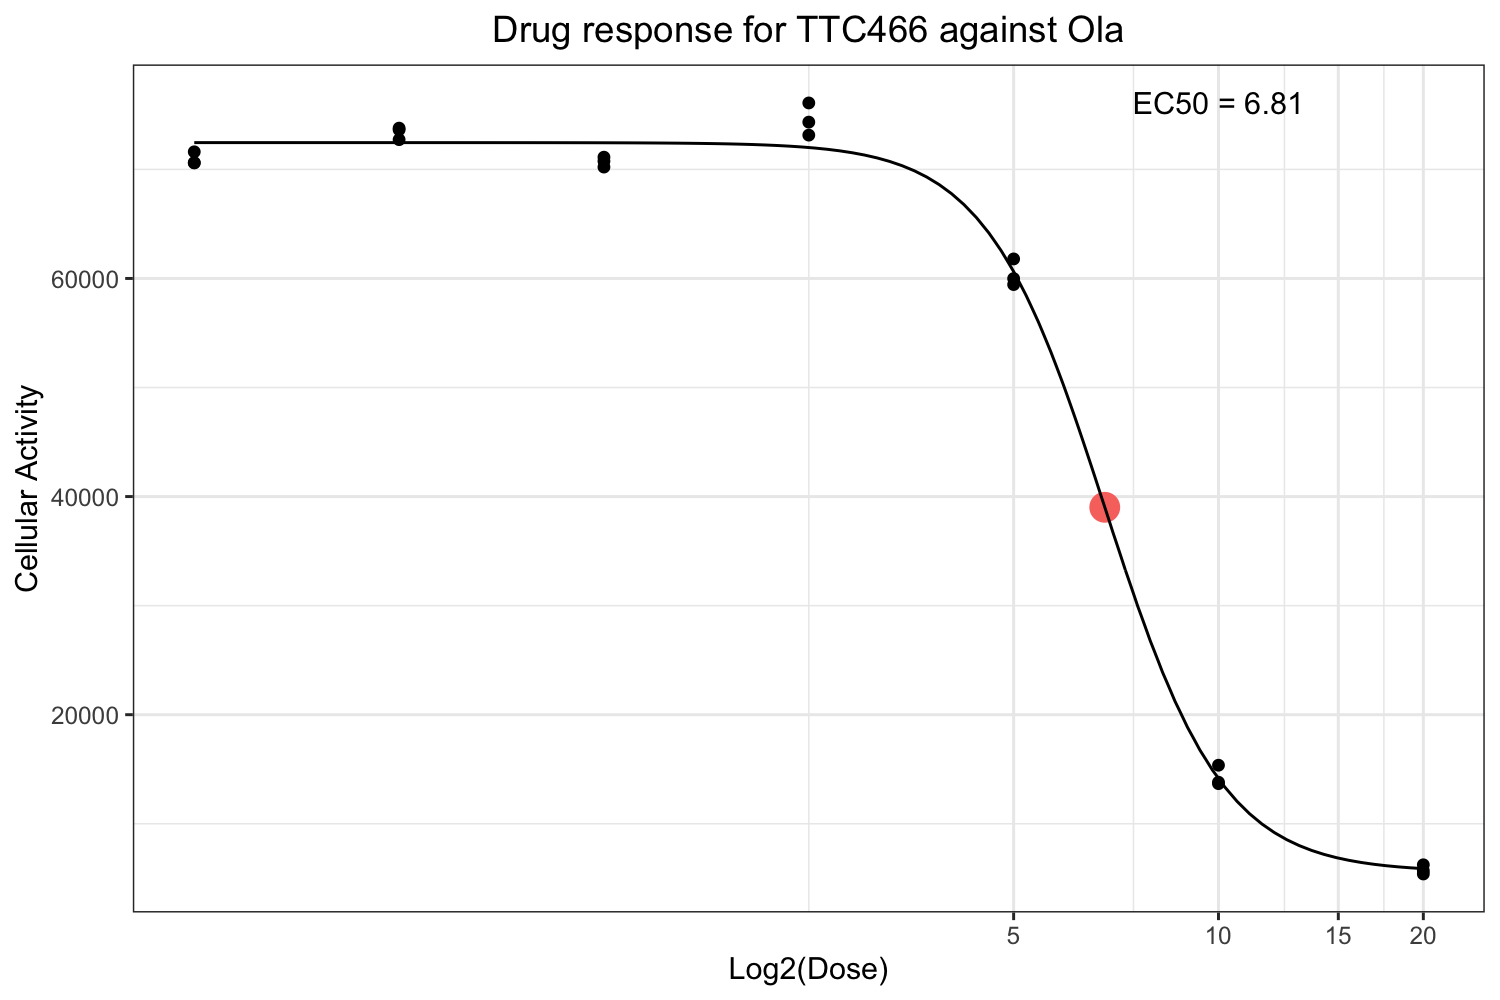 Drug response for TTC466 against Ola
EC50 = 6.81
Cellular Activity
60000
40000
20000
5 10 15 20
Log2(Dose)